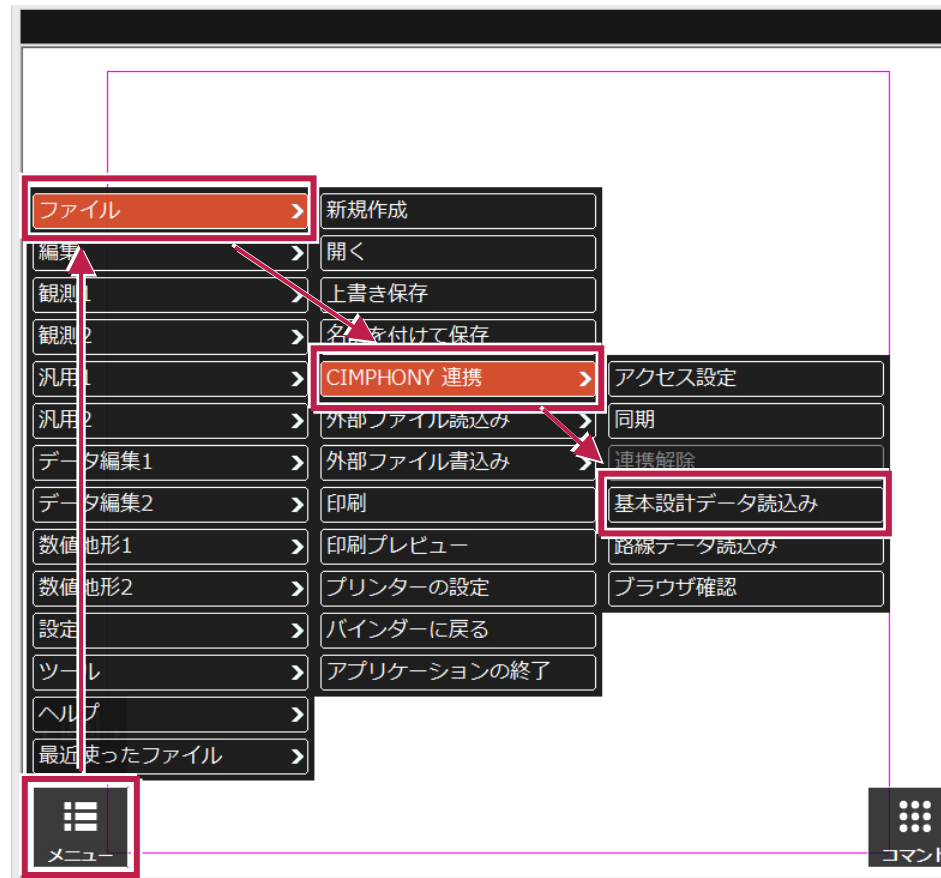 ファイル
編集
観測1
観測2
汎用1
汎用2
データ編集1
データ編集2
数値地形1
数値地形2
設定
ツール
ヘルプ
最近使ったファイル
新規作成
開く
上書き保存
名前を付けて保存
CIMPHONY 連携
外部ファイル読込み
外部ファイル書込み
印刷
印刷プレビュー
プリンターの設定
バインダーに戻る
アプリケーションの終了
アクセス設定
同期
連携解除
基本設計データ読込み
路線データ読込み
ブラウザ確認
メニュー
コマンド